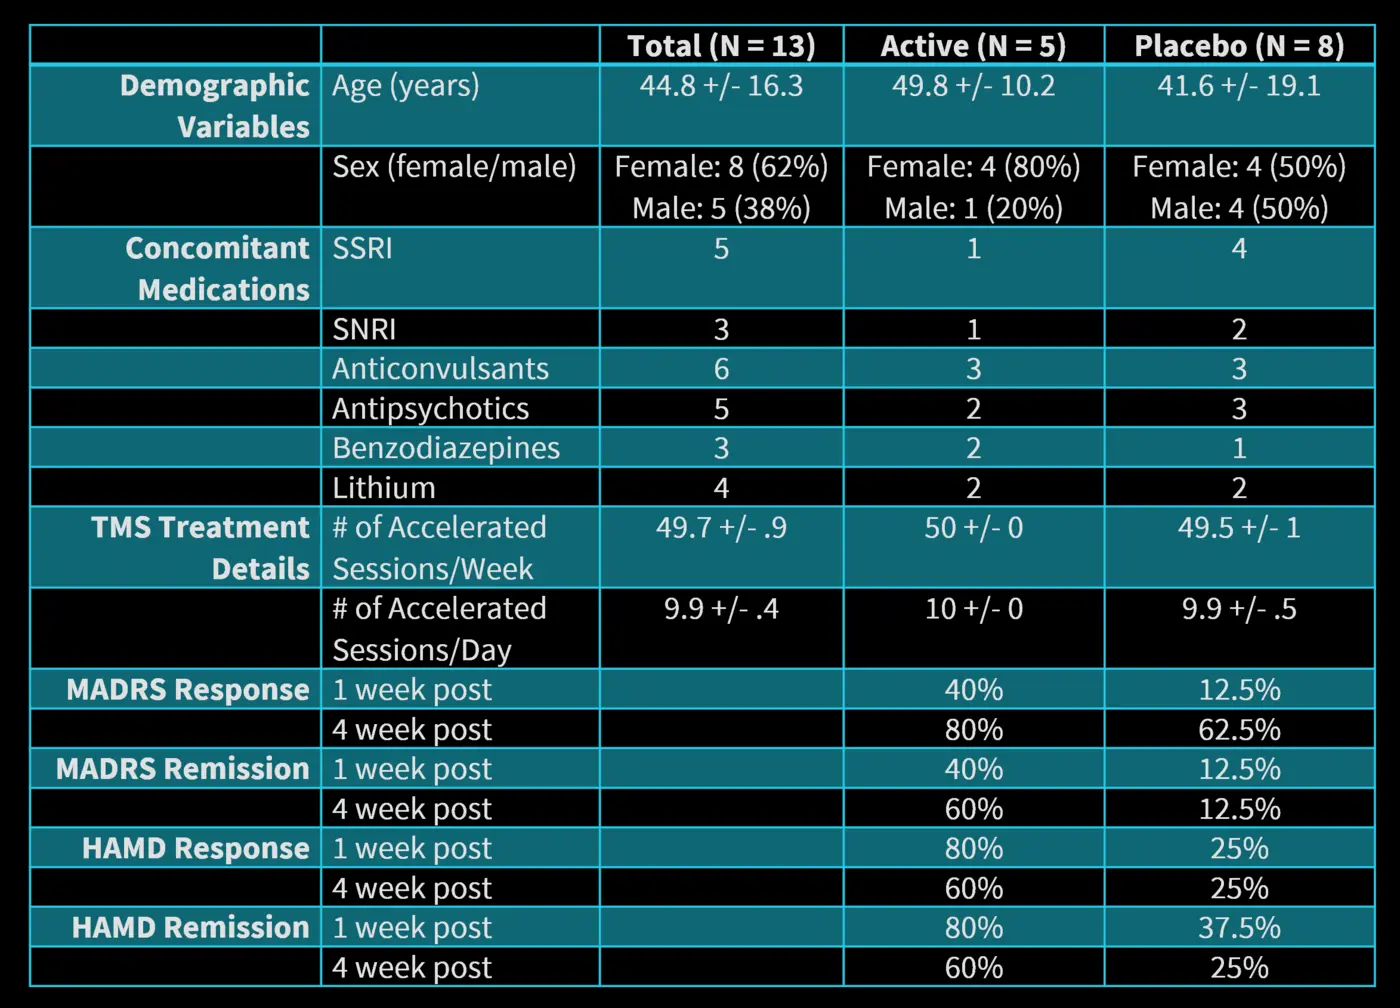 Total (N = 13) Active (N = 5) Placebo (N = 8)
Demographic Variables Age (years) 44.8 +/- 16.3 49.8 +/- 10.2 41.6 +/- 19.1
Sex (female/male) Female: 8 (62%) Female: 4 (80%) Female: 4 (50%)
Male: 5 (38%) Male: 1 (20%) Male: 4 (50%)
Concomitant Medications SSRI 5 1 4
SNRI 3 1 2
Anticonvulsants 6 3 3
Antipsychotics 5 2 3
Benzodiazepines 3 2 1
Lithium 4 2 2
TMS Treatment Details # of Accelerated Sessions/Week 49.7 +/- .9 50 +/- 0 49.5 +/- 1
# of Accelerated Sessions/Day 9.9 +/- .4 10 +/- 0 9.9 +/- .5
MADRS Response 1 week post 40% 12.5%
4 week post 80% 62.5%
MADRS Remission 1 week post 40% 12.5%
4 week post 60% 12.5%
HAMD Response 1 week post 80% 25%
4 week post 60% 25%
HAMD Remission 1 week post 80% 37.5%
4 week post 60% 25%